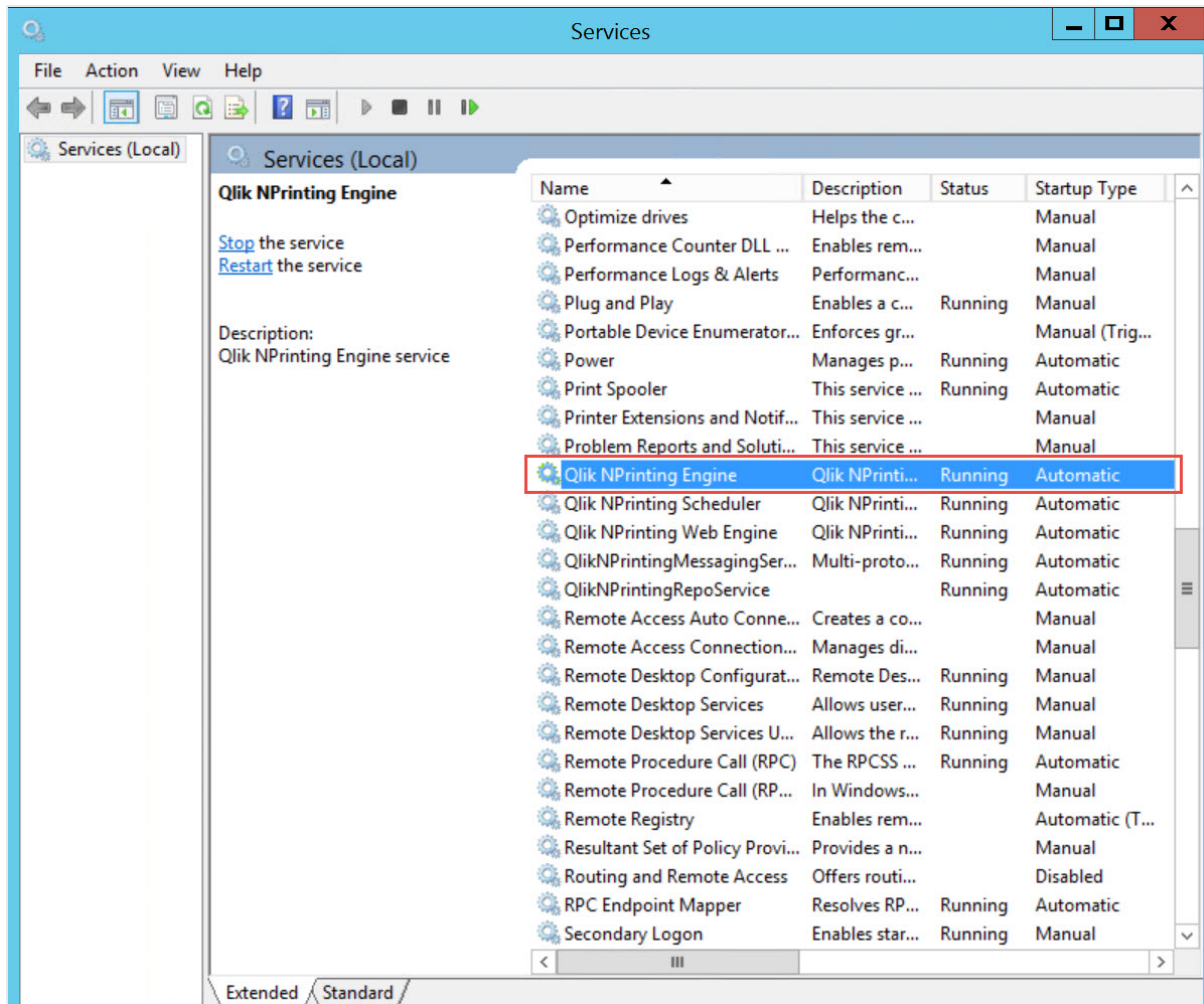 Services
File Action View Help
Services (Local)
Services (Local)
Qlik NPrinting Engine
Stop the service
Restart the service
Description:
Qlik NPrinting Engine service
Name Description Status Startup Type
Optimize drives Helps the c... Manual
Performance Counter DLL ... Enables rem... Manual
Performance Logs & Alerts Performanc... Manual
Plug and Play Enables a c... Running Manual
Portable Device Enumerator... Enforces gr... Manual (Trig...
Power Manages p... Running Automatic
Print Spooler This service ... Running Automatic
Printer Extensions and Notif... This service ... Manual
Problem Reports and Soluti... This service ... Manual
Qlik NPrinting Engine Qlik NPrinti... Running Automatic
Qlik NPrinting Scheduler Qlik NPrinti... Running Automatic
Qlik NPrinting Web Engine Qlik NPrinti... Running Automatic
QlikNPrintingMessagingSer... Multi-proto... Running Automatic
QlikNPrintingRepoService Running Automatic
Remote Access Auto Conne... Creates a co... Manual
Remote Access Connection... Manages di... Manual
Remote Desktop Configurat... Remote Des... Running Manual
Remote Desktop Services Allows user... Running Manual
Remote Desktop Services U... Allows the r... Running Manual
Remote Procedure Call (RPC) The RPCSS ... Running Automatic
Remote Procedure Call (RP... In Windows... Manual
Remote Registry Enables rem... Automatic (T...
Resultant Set of Policy Provi... Provides a n... Manual
Routing and Remote Access Offers routi... Disabled
RPC Endpoint Mapper Resolves RP... Running Automatic
Secondary Logon Enables star... Running Manual
Extended Standard